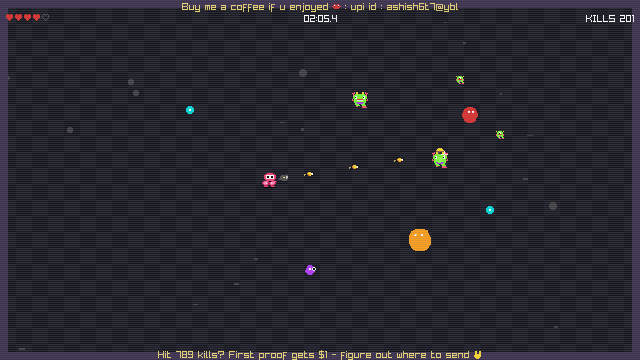 Buy me a coffee if u enjoyed ❤️ : upi id : ashish6t7@ybl
02:05.4
KILLS 201
Hit 789 kills? First proof gets $1 - figure out where to send ✌️